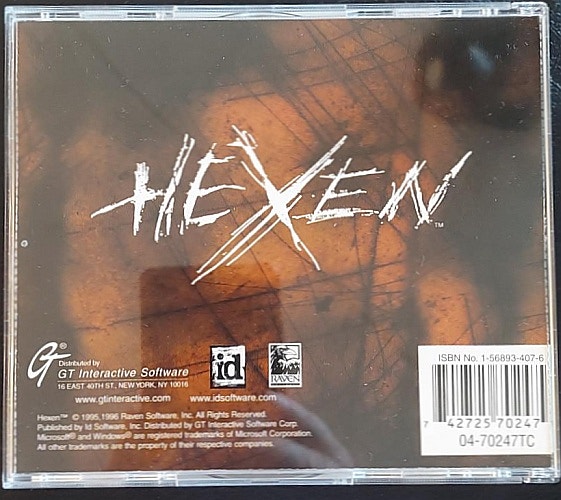 HEXEN™
GT®
Distributed by
GT Interactive Software
16 EAST 40TH ST., NEW YORK, NY 10016
www.gtinteractive.com
id
RAVEN
www.idsoftware.com
Hexen™ © 1995,1996 Raven Software, Inc. All Rights Reserved.
Published by Id Software, Inc. Distributed by GT Interactive Software Corp.
Microsoft® and Windows® are registered trademarks of Microsoft Corporation.
All other trademarks are the property of their respective companies.
ISBN No. 1-56893-407-6
7 42725 70247
04-70247TC